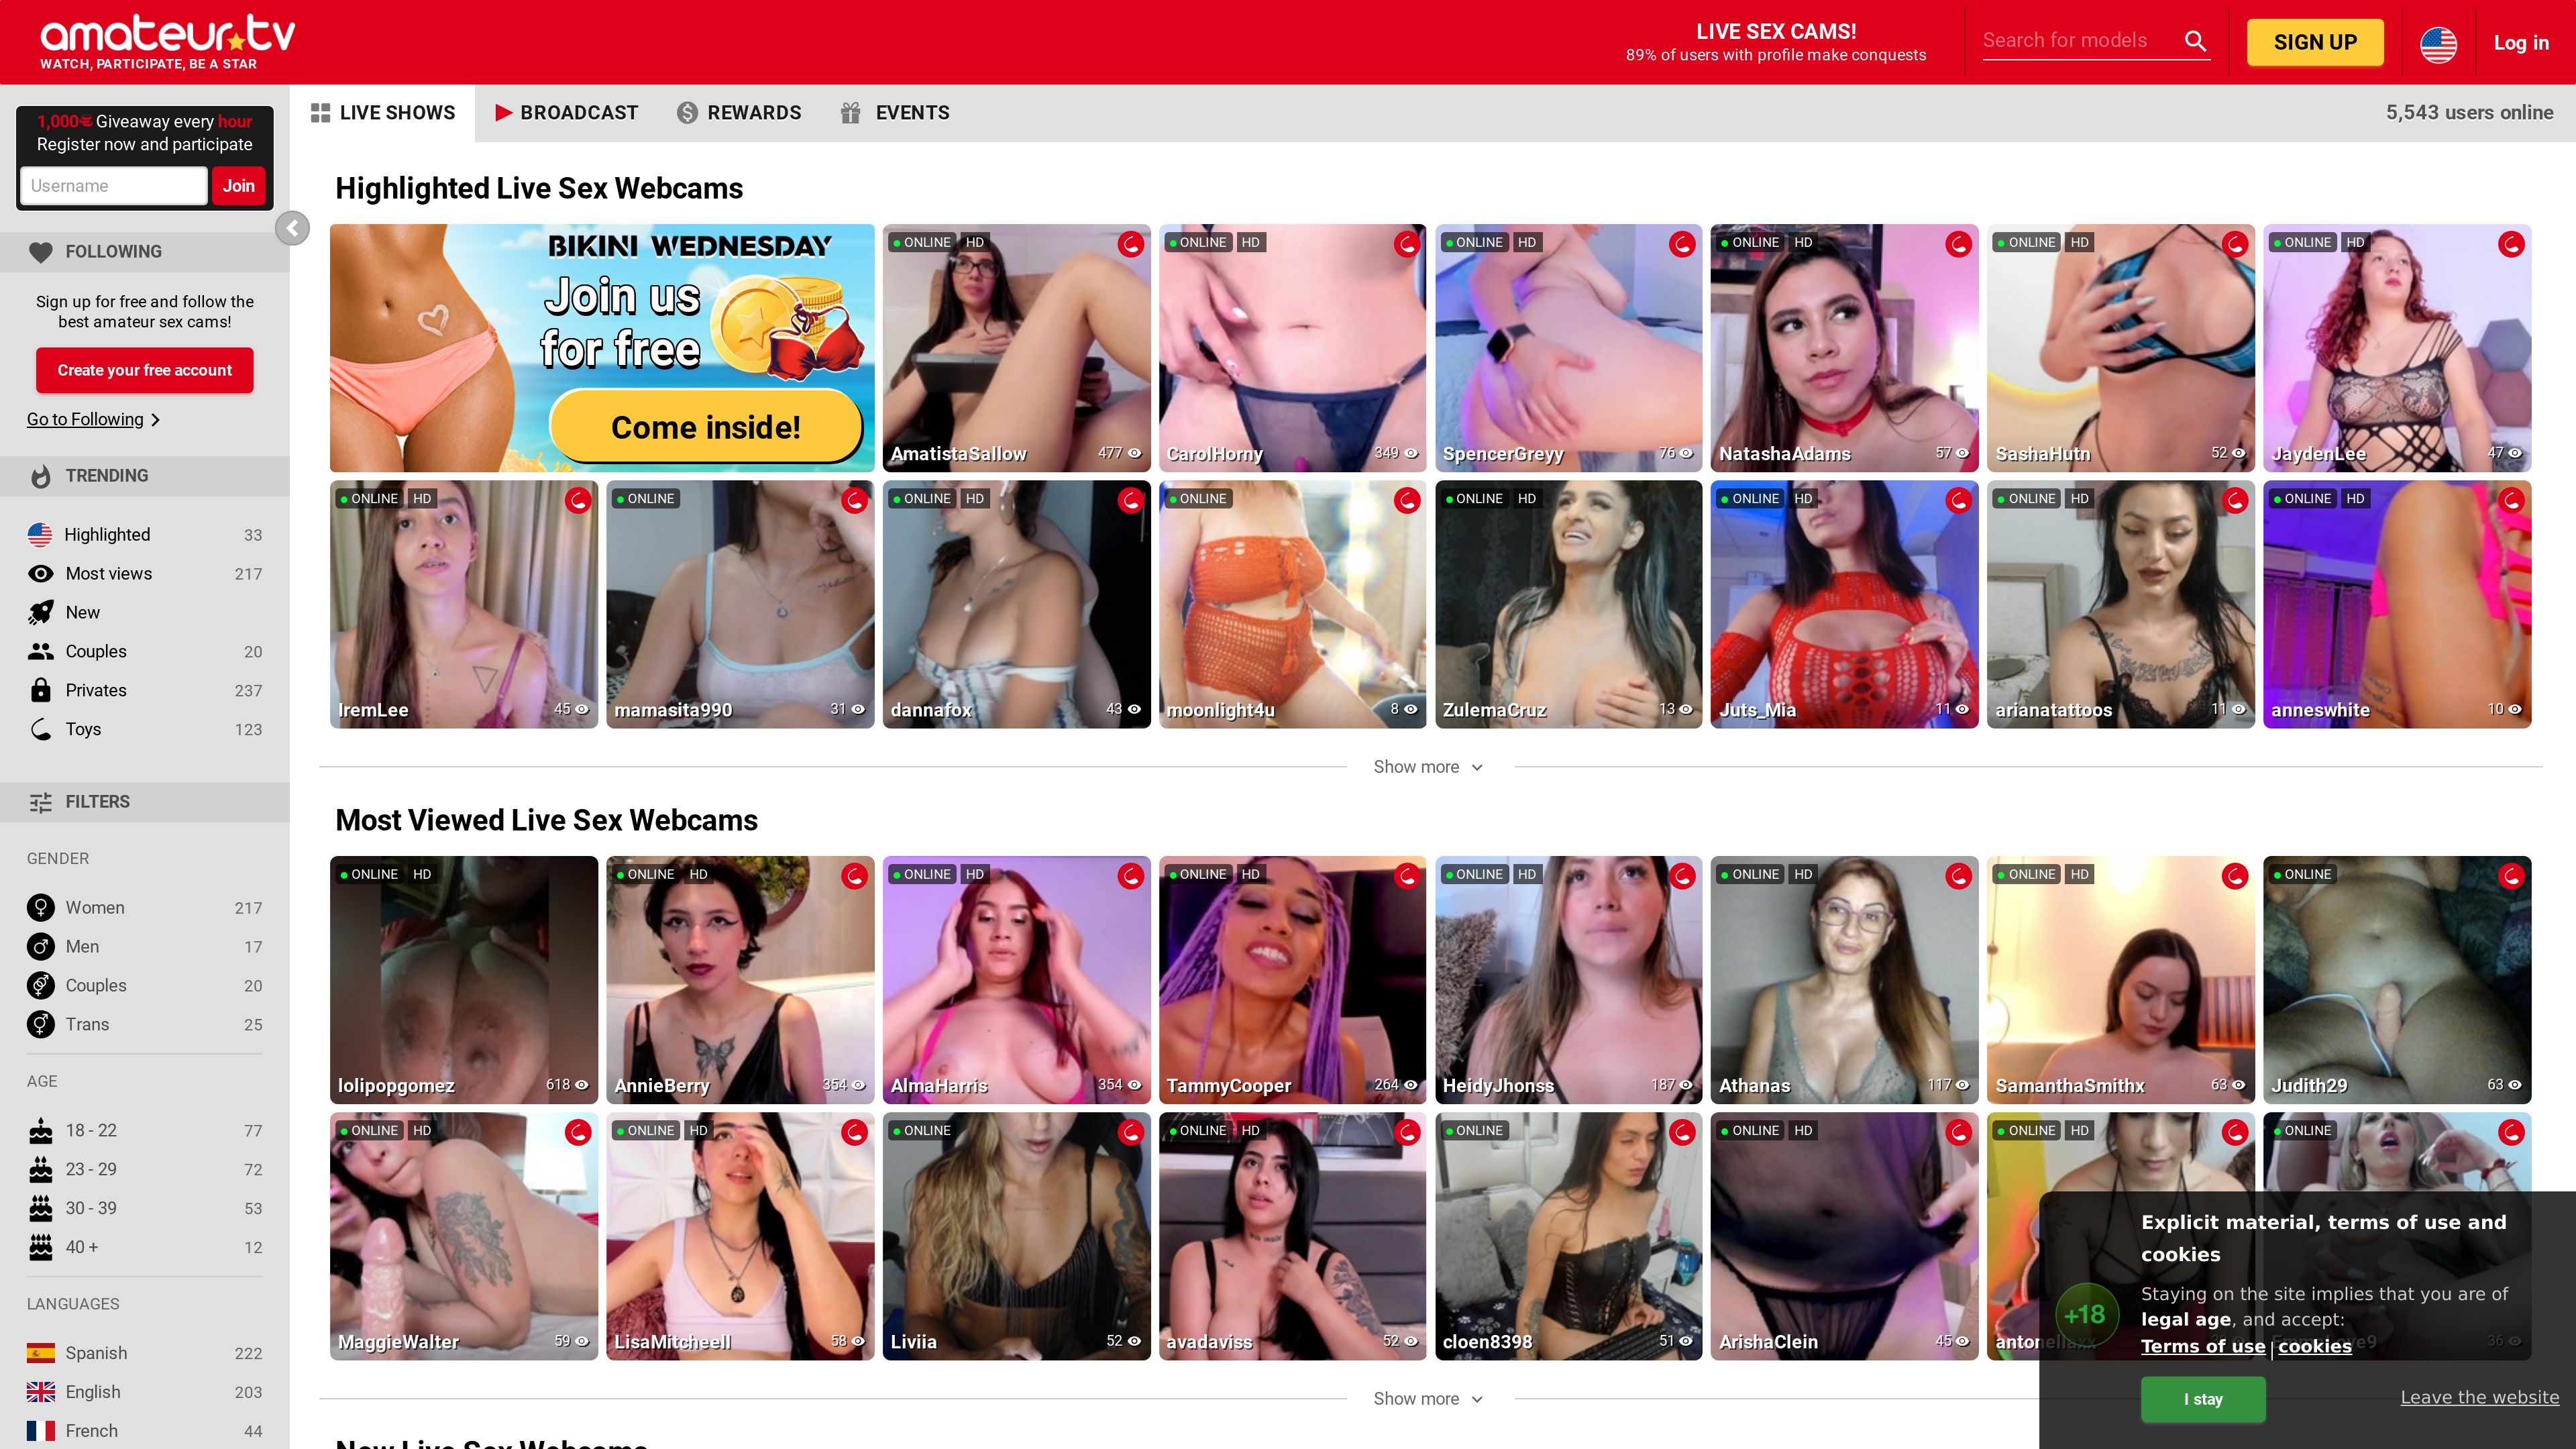 amateur.tv
WATCH, PARTICIPATE, BE A STAR
LIVE SEX CAMS!
89% of users with profile make conquests
Search for models
SIGN UP
Log in
1,000 Giveaway every hour
Register now and participate
Username
Join
LIVE SHOWS
BROADCAST
REWARDS
EVENTS
5,543 users online
FOLLOWING
Sign up for free and follow the
best amateur sex cams!
Create your free account
Go to Following
TRENDING
Highlighted 33
Most views 217
New
Couples 20
Privates 237
Toys 123
FILTERS
GENDER
Women 217
Men 17
Couples 20
Trans 25
AGE
18 - 22 77
23 - 29 72
30 - 39 53
40 + 12
LANGUAGES
Spanish 222
English 203
French 44
Highlighted Live Sex Webcams
BIKINI WEDNESDAY
Join us
for free
Come inside!
ONLINE HD
AmatistaSallow 477
ONLINE HD
CarolHorny 349
ONLINE HD
SpencerGreyy 76
ONLINE HD
NatashaAdams 57
ONLINE HD
SashaHutn 52
ONLINE HD
JaydenLee 47
ONLINE HD
IremLee 45
ONLINE
mamasita990 31
ONLINE HD
dannafox 43
ONLINE
moonlight4u 8
ONLINE HD
ZulemaCruz 13
ONLINE HD
Juts_Mia 11
ONLINE HD
arianatattoos 11
ONLINE HD
anneswhite 10
Show more
Most Viewed Live Sex Webcams
ONLINE HD
lolipopgomez 618
ONLINE HD
AnnieBerry 354
ONLINE HD
AlmaHarris 354
ONLINE HD
TammyCooper 264
ONLINE HD
HeidyJhonss 187
ONLINE HD
Athanas 117
ONLINE HD
SamanthaSmithx 63
ONLINE
Judith29 63
ONLINE HD
MaggieWalter 59
ONLINE HD
LisaMitcheell 58
ONLINE
Liviia 52
ONLINE HD
avadaviss 52
ONLINE
cloen8398 51
ONLINE HD
ArishaClein 45
ONLINE HD
antonellaxx
ONLINE
36
Show more
New Live Sex Webcams
Explicit material, terms of use and
cookies
+18
Staying on the site implies that you are of
legal age, and accept:
Terms of use | cookies
I stay
Leave the website